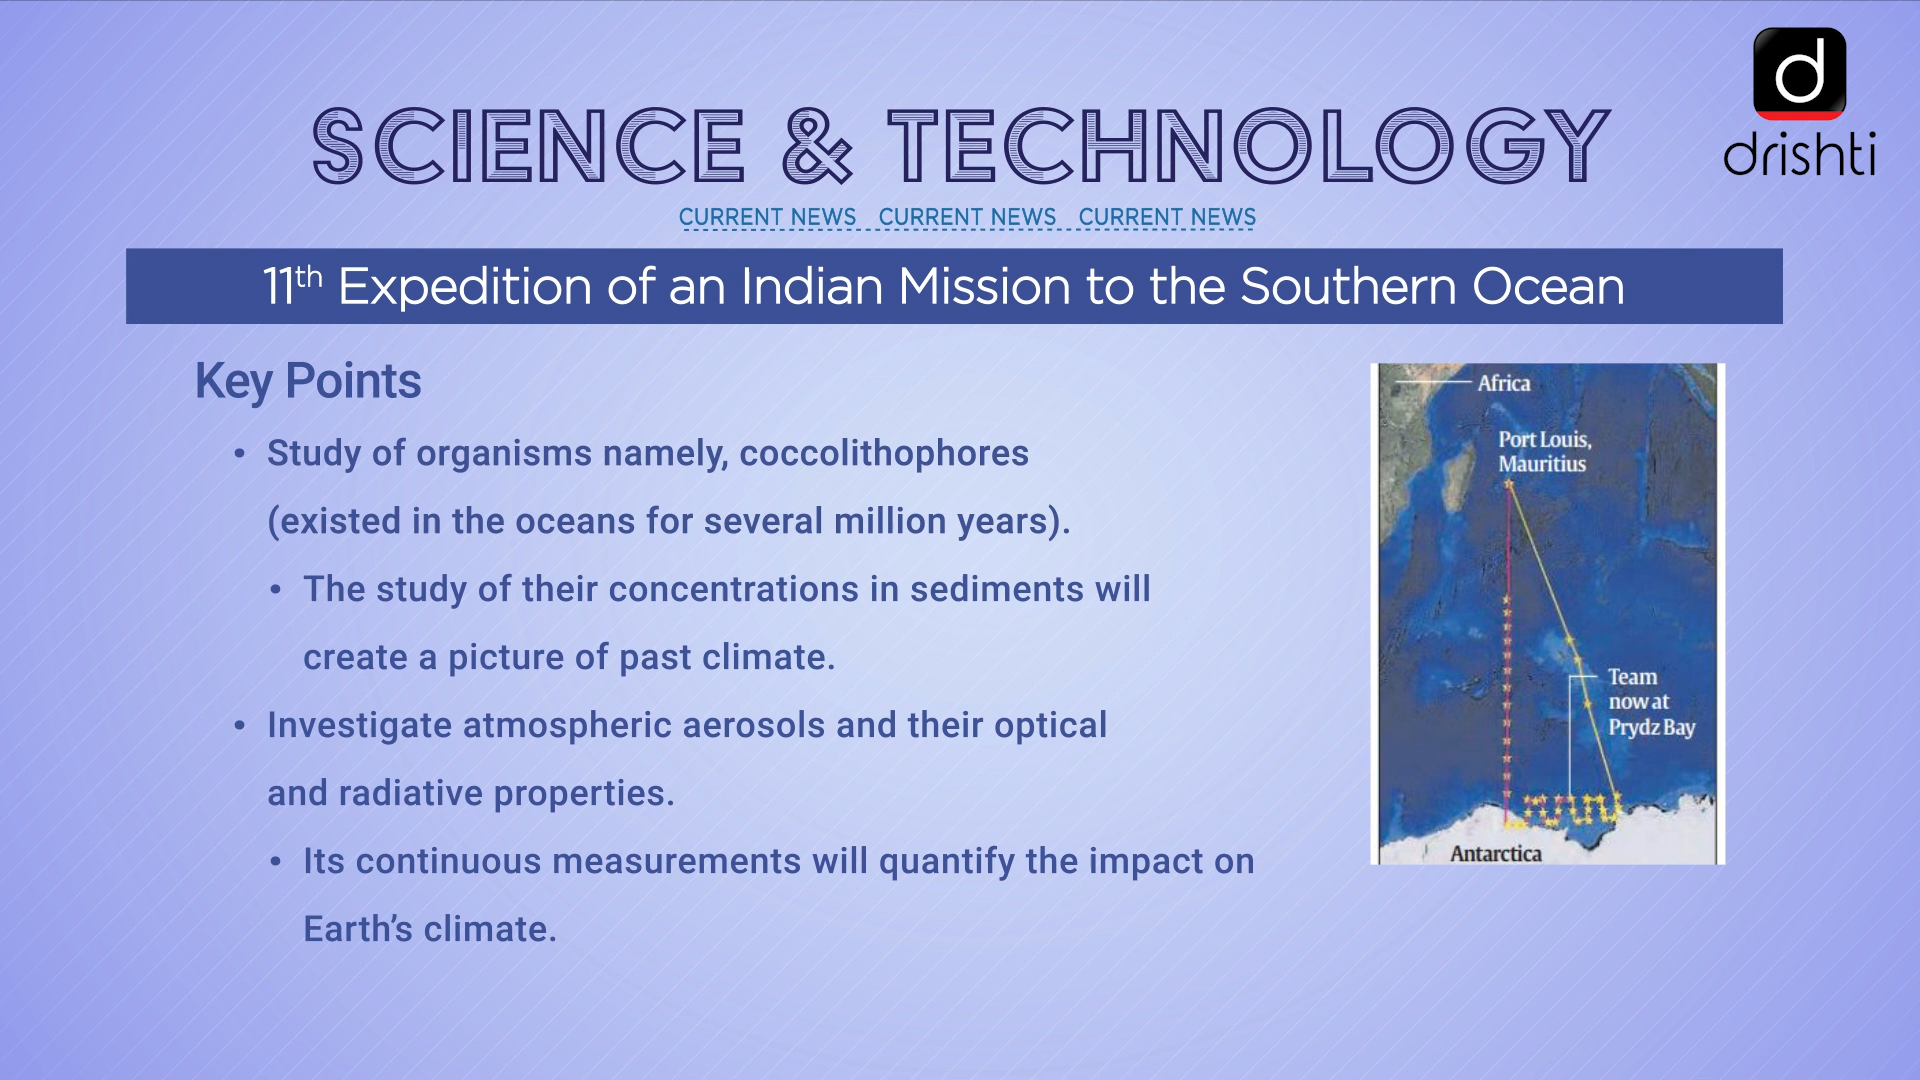 d
drishti
SCIENCE & TECHNOLOGY
CURRENT NEWS CURRENT NEWS CURRENT NEWS
11th Expedition of an Indian Mission to the Southern Ocean
Key Points
• Study of organisms namely, coccolithophores
(existed in the oceans for several million years).
• The study of their concentrations in sediments will
create a picture of past climate.
• Investigate atmospheric aerosols and their optical
and radiative properties.
• Its continuous measurements will quantify the impact on
Earth’s climate.
Africa
Port Louis,
Mauritius
Team
now at
Prydz Bay
Antarctica